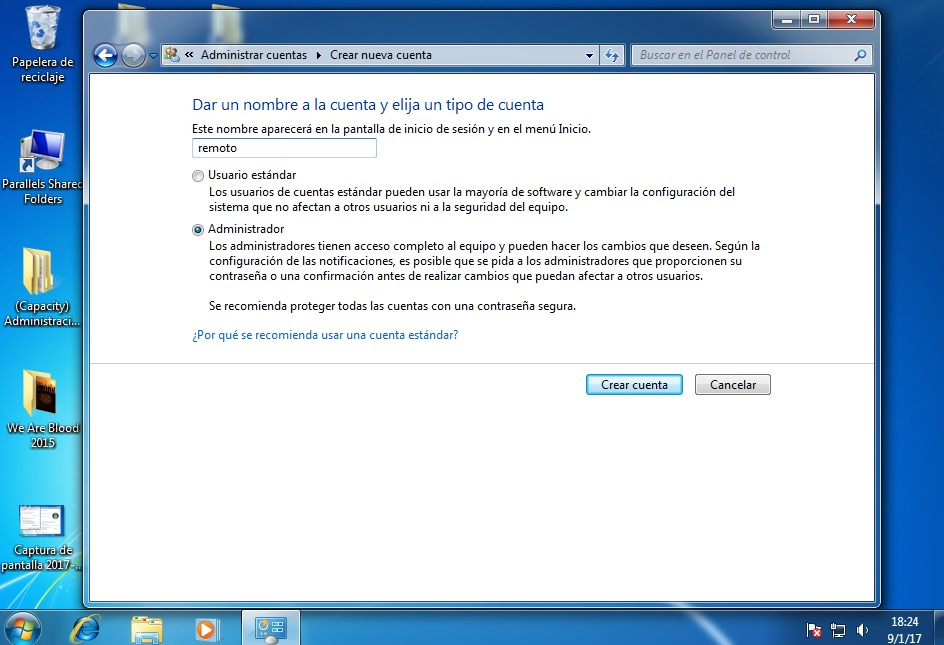 Papelera de
reciclaje
Parallels Shared
Folders
(Capacity)
Administraci...
We Are Blood
2015
Captura de
pantalla 2017-...
« Administrar cuentas ▸ Crear nueva cuenta
Buscar en el Panel de control
Dar un nombre a la cuenta y elija un tipo de cuenta
Este nombre aparecerá en la pantalla de inicio de sesión y en el menú Inicio.
remoto
Usuario estándar
Los usuarios de cuentas estándar pueden usar la mayoría de software y cambiar la configuración del
sistema que no afectan a otros usuarios ni a la seguridad del equipo.
Administrador
Los administradores tienen acceso completo al equipo y pueden hacer los cambios que deseen. Según la
configuración de las notificaciones, es posible que se pida a los administradores que proporcionen su
contraseña o una confirmación antes de realizar cambios que puedan afectar a otros usuarios.
Se recomienda proteger todas las cuentas con una contraseña segura.
¿Por qué se recomienda usar una cuenta estándar?
Crear cuenta
Cancelar
18:24
9/1/17